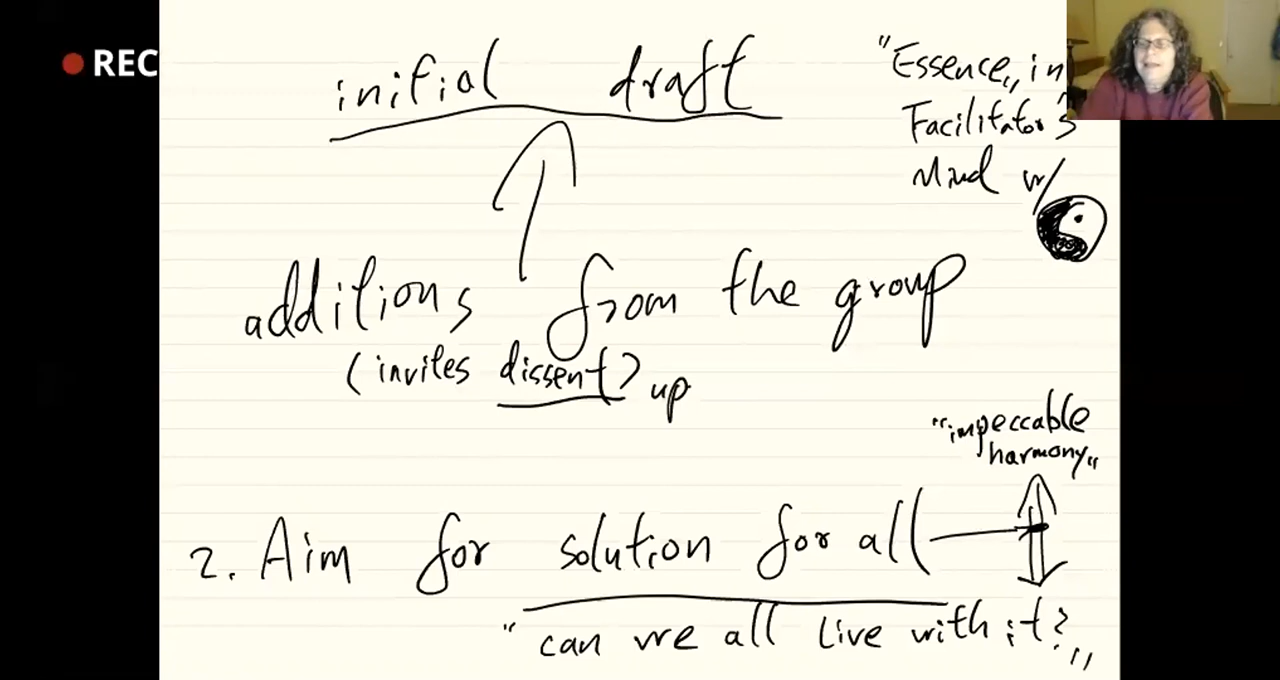 REC
initial draft
"Essence„ in
Facilitator's
Mind w/
additions from the group
(invites dissent) up
"impeccable
harmony"
2. Aim for solution for all
"can we all live with it?„